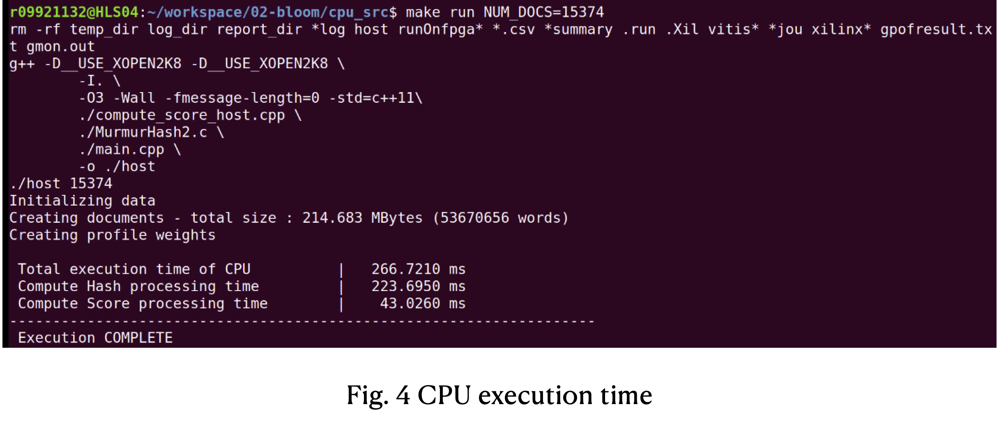 r09921132@HLS04:~/workspace/02-bloom/cpu_src$ make run NUM_DOCS=15374
rm -rf temp_dir log_dir report_dir *log host runOnfpga* *.csv *summary .run .Xil vitis* *jou xilinx* gpofresult.tx
t gmon.out
g++ -D__USE_XOPEN2K8 -D__USE_XOPEN2K8 \
-I. \
-O3 -Wall -fmessage-length=0 -std=c++11\
./compute_score_host.cpp \
./MurmurHash2.c \
./main.cpp \
-o ./host
./host 15374
Initializing data
Creating documents - total size : 214.683 MBytes (53670656 words)
Creating profile weights
Total execution time of CPU | 266.7210 ms
Compute Hash processing time | 223.6950 ms
Compute Score processing time | 43.0260 ms
--------------------------------------------------------------------
Execution COMPLETE
Fig. 4 CPU execution time